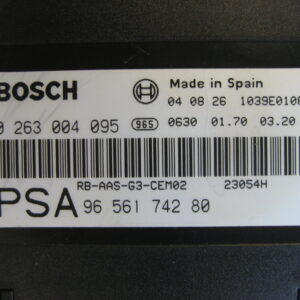 BOSCH Made in Spain
04 08 26 1039E0108
0 263 004 095 965 0630 01.70 03.20
RB-AAS-G3-CEM02 23054H
PSA 96 561 742 80